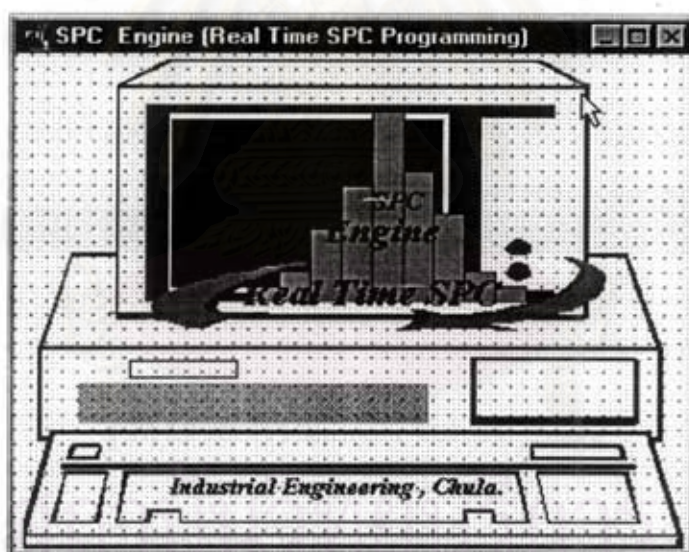 SPC Engine (Real Time SPC Programming)
SPC
Engine
Real Time SPC
Industrial Engineering, Chula.